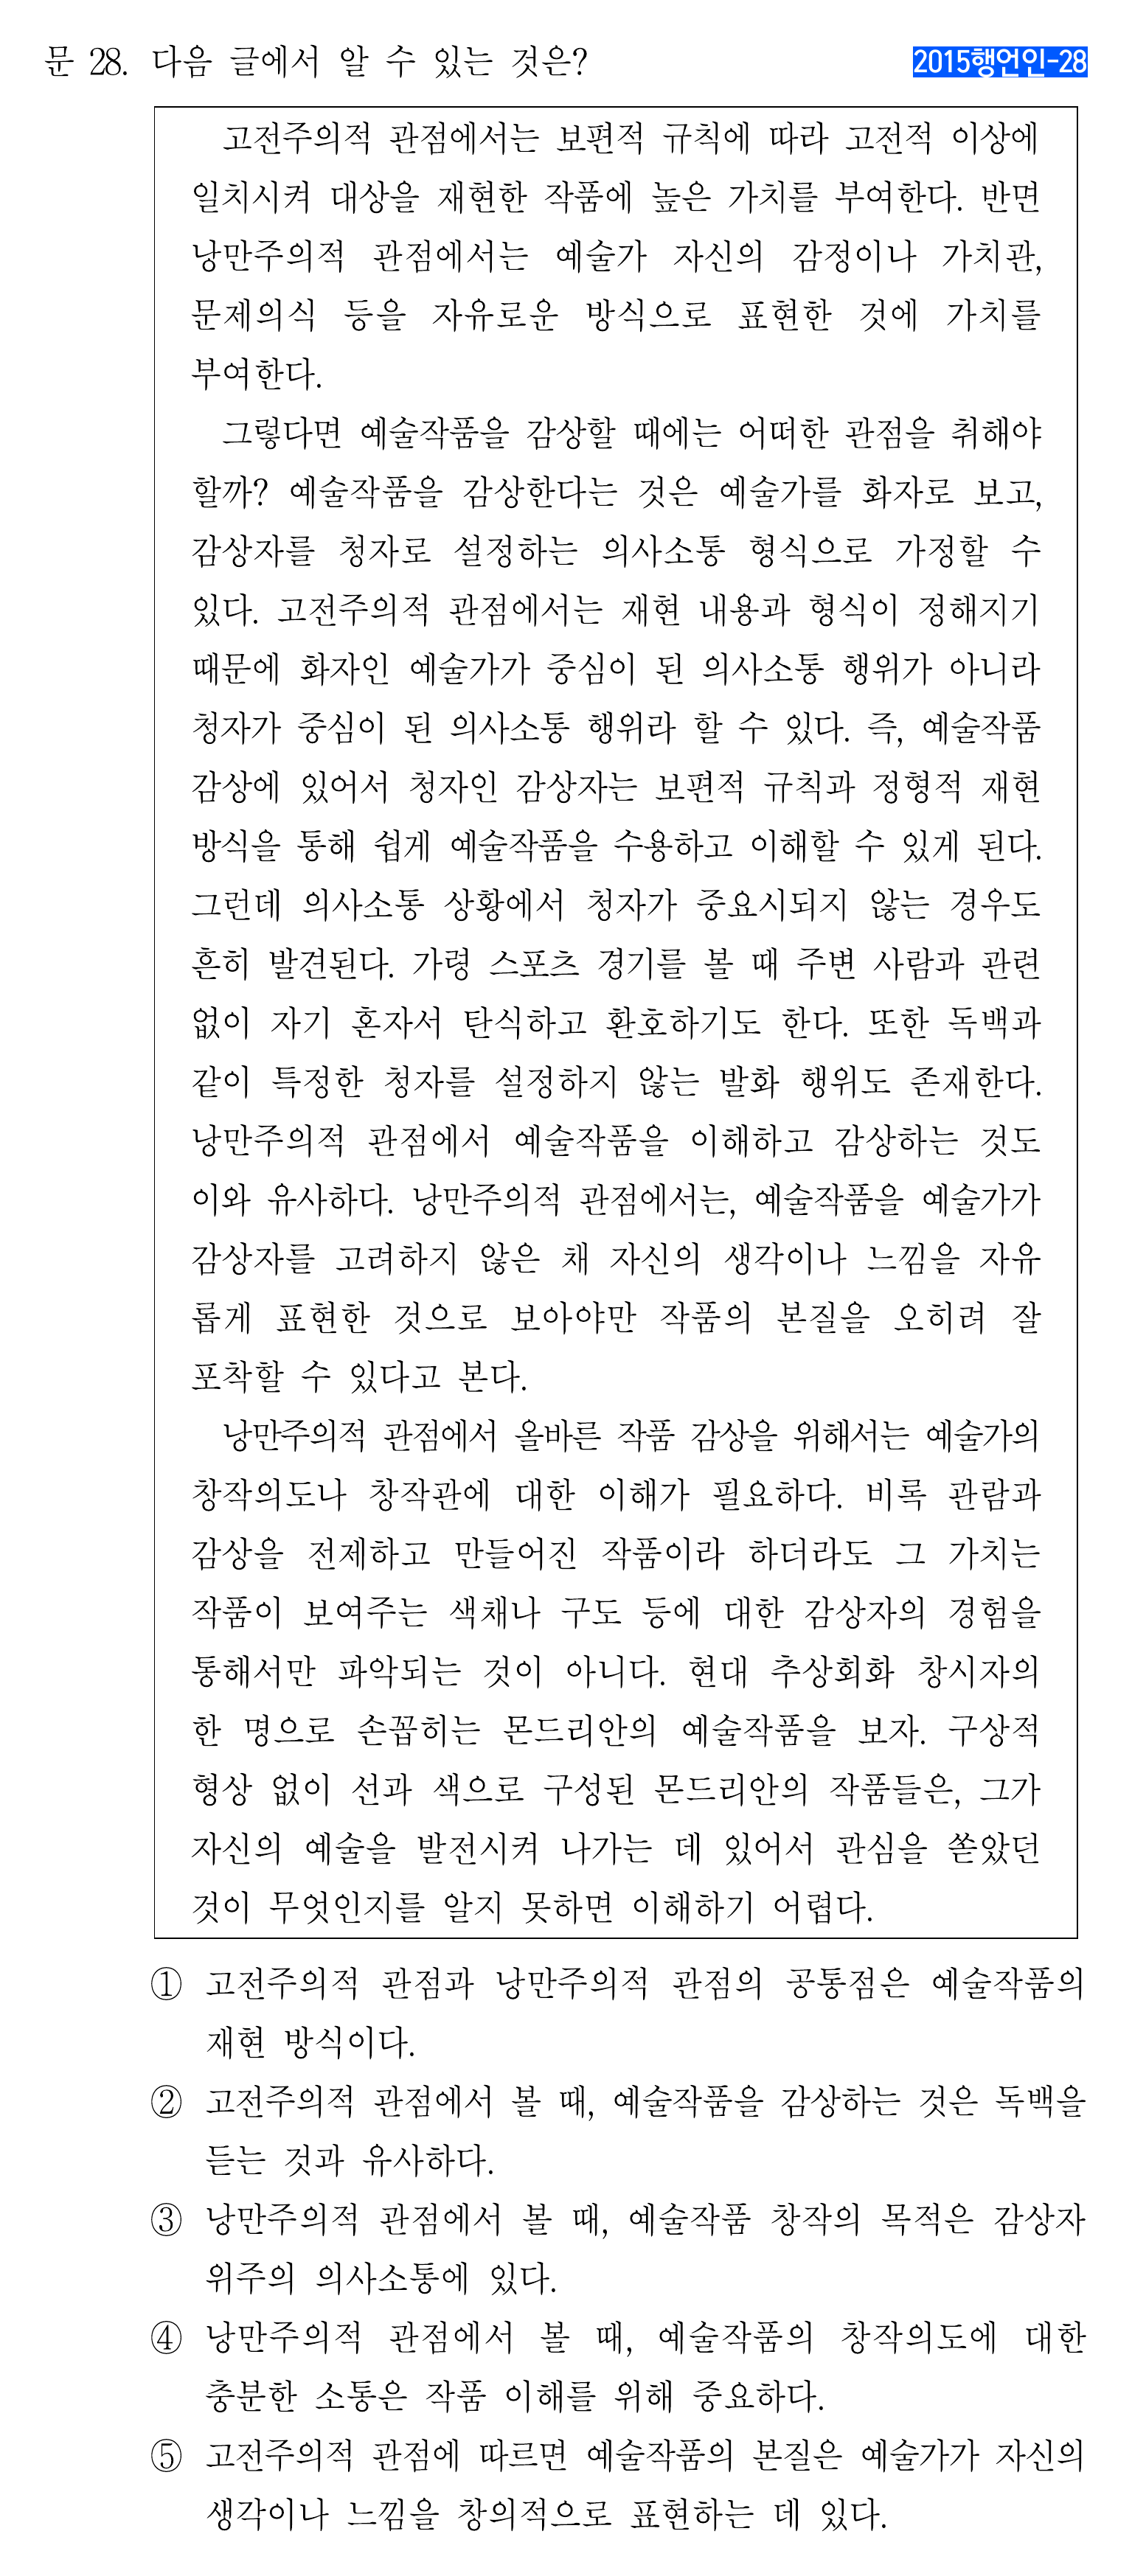 문 28. 다음 글에서 알 수 있는 것은?
2015행언인-28
고전주의적 관점에서는 보편적 규칙에 따라 고전적 이상에
일치시켜 대상을 재현한 작품에 높은 가치를 부여한다. 반면
낭만주의적 관점에서는 예술가 자신의 감정이나 가치관,
문제의식 등을 자유로운 방식으로 표현한 것에 가치를
부여한다.
그렇다면 예술작품을 감상할 때에는 어떠한 관점을 취해야
할까? 예술작품을 감상한다는 것은 예술가를 화자로 보고,
감상자를 청자로 설정하는 의사소통 형식으로 가정할 수
있다. 고전주의적 관점에서는 재현 내용과 형식이 정해지기
때문에 화자인 예술가가 중심이 된 의사소통 행위가 아니라
청자가 중심이 된 의사소통 행위라 할 수 있다. 즉, 예술작품
감상에 있어서 청자인 감상자는 보편적 규칙과 정형적 재현
방식을 통해 쉽게 예술작품을 수용하고 이해할 수 있게 된다.
그런데 의사소통 상황에서 청자가 중요시되지 않는 경우도
흔히 발견된다. 가령 스포츠 경기를 볼 때 주변 사람과 관련
없이 자기 혼자서 탄식하고 환호하기도 한다. 또한 독백과
같이 특정한 청자를 설정하지 않는 발화 행위도 존재한다.
낭만주의적 관점에서 예술작품을 이해하고 감상하는 것도
이와 유사하다. 낭만주의적 관점에서는, 예술작품을 예술가가
감상자를 고려하지 않은 채 자신의 생각이나 느낌을 자유
롭게 표현한 것으로 보아야만 작품의 본질을 오히려 잘
포착할 수 있다고 본다.
낭만주의적 관점에서 올바른 작품 감상을 위해서는 예술가의
창작의도나 창작관에 대한 이해가 필요하다. 비록 관람과
감상을 전제하고 만들어진 작품이라 하더라도 그 가치는
작품이 보여주는 색채나 구도 등에 대한 감상자의 경험을
통해서만 파악되는 것이 아니다. 현대 추상회화 창시자의
한 명으로 손꼽히는 몬드리안의 예술작품을 보자. 구상적
형상 없이 선과 색으로 구성된 몬드리안의 작품들은, 그가
자신의 예술을 발전시켜 나가는 데 있어서 관심을 쏟았던
것이 무엇인지를 알지 못하면 이해하기 어렵다.
① 고전주의적 관점과 낭만주의적 관점의 공통점은 예술작품의
재현 방식이다.
② 고전주의적 관점에서 볼 때, 예술작품을 감상하는 것은 독백을
듣는 것과 유사하다.
③ 낭만주의적 관점에서 볼 때, 예술작품 창작의 목적은 감상자
위주의 의사소통에 있다.
④ 낭만주의적 관점에서 볼 때, 예술작품의 창작의도에 대한
충분한 소통은 작품 이해를 위해 중요하다.
⑤ 고전주의적 관점에 따르면 예술작품의 본질은 예술가가 자신의
생각이나 느낌을 창의적으로 표현하는 데 있다.